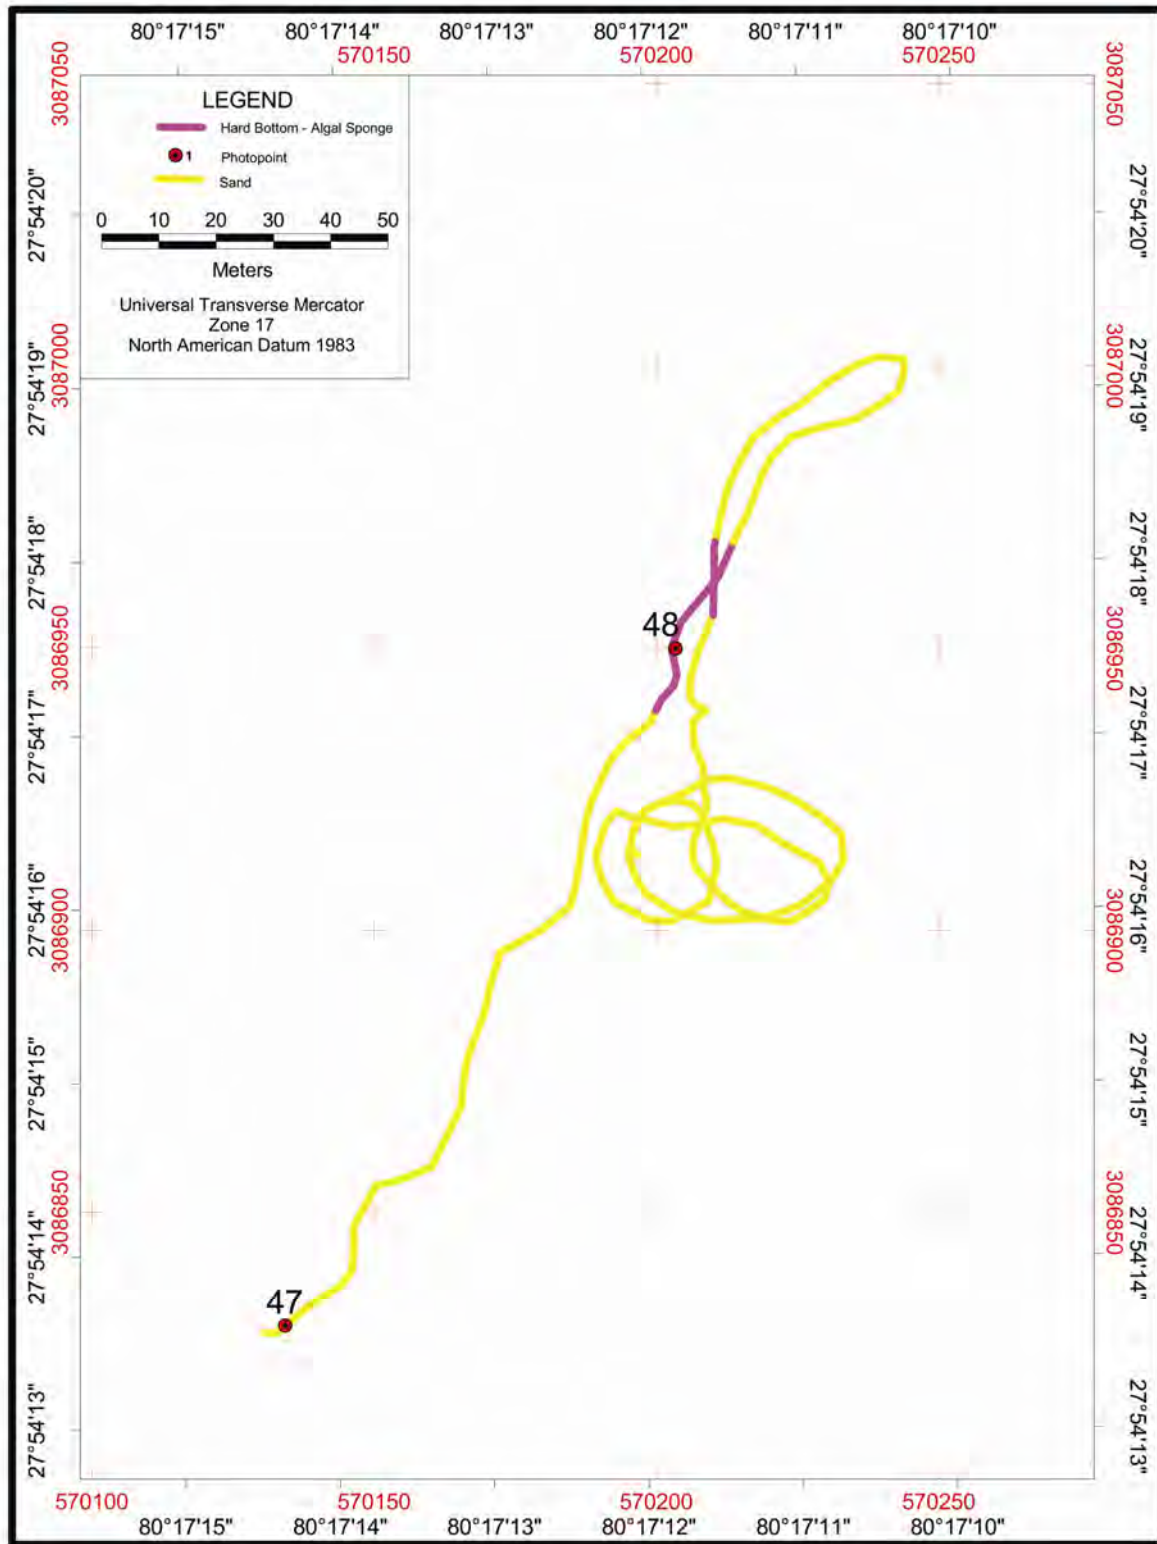 80°17'15" 80°17'14" 80°17'13" 80°17'12" 80°17'11" 80°17'10"
570150 570200 570250
3087050
3087050
LEGEND
Hard Bottom - Algal Sponge
1 Photopoint
Sand
0 10 20 30 40 50
Meters
Universal Transverse Mercator
Zone 17
North American Datum 1983
27°54'20"
27°54'20"
27°54'19"
3087000
3087000
27°54'19"
27°54'18"
27°54'18"
48
3086950
3086950
27°54'17"
27°54'17"
27°54'16"
3086900
3086900
27°54'16"
27°54'15"
27°54'15"
27°54'14"
3086850
3086850
27°54'14"
47
27°54'13"
27°54'13"
570100 570150 570200 570250
80°17'15" 80°17'14" 80°17'13" 80°17'12" 80°17'11" 80°17'10"